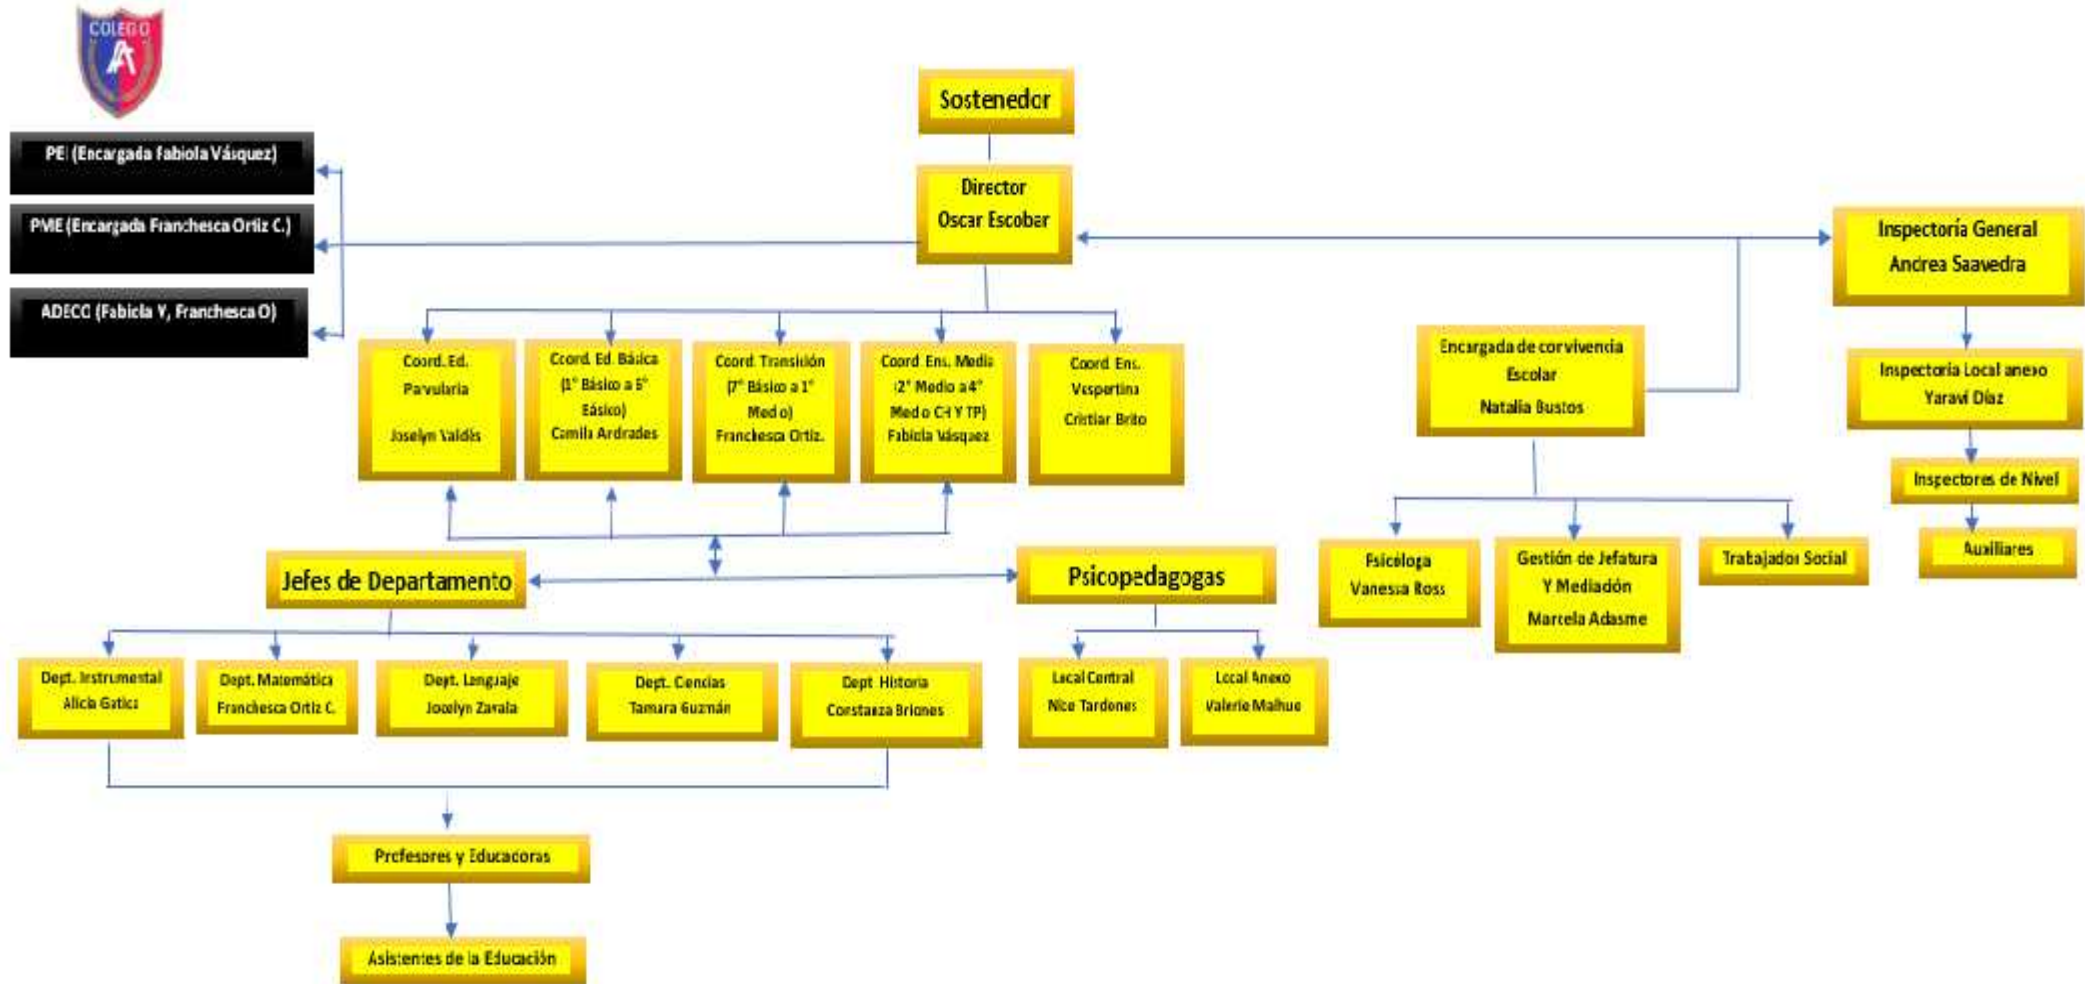 COLEGIO
A
PEI (Encargada Fabiola Vásquez)
PME (Encargada Franchesca Ortiz C.)
ADECO (Fabiola V, Franchesca O)
Sostenedor
Director
Oscar Escobar
Inspectoría General
Andrea Saavedra
Inspectoría Local anexo
Yaraví Díaz
Inspectores de Nivel
Auxiliares
Encargada de convivencia
Escolar
Natalia Bustos
Psicóloga
Vanessa Ross
Gestión de Jefatura
Y Mediación
Marcela Adasme
Trabajador Social
Coord. Ed.
Parvularia
Joselyn Valdés
Coord. Ed. Básica
(1° Básico a 6°
Básico)
Camila Andrades
Coord. Transición
(7° Básico a 1°
Medio)
Franchesca Ortiz.
Coord. Ens. Media
(2° Medio a 4°
Medio CH Y TP)
Fabiola Vásquez
Coord. Ens.
Vespertina
Cristian Brito
Jefes de Departamento
Psicopedagogas
Dept. Instrumental
Alicia Gatica
Dept. Matemática
Franchesca Ortiz C.
Dept. Lenguaje
Jocelyn Zavala
Dept. Ciencias
Tamara Guzmán
Dept. Historia
Constanza Briones
Local Central
Tardones
Local Anexo
Valerie Malhue
Profesores y Educadoras
Asistentes de la Educación